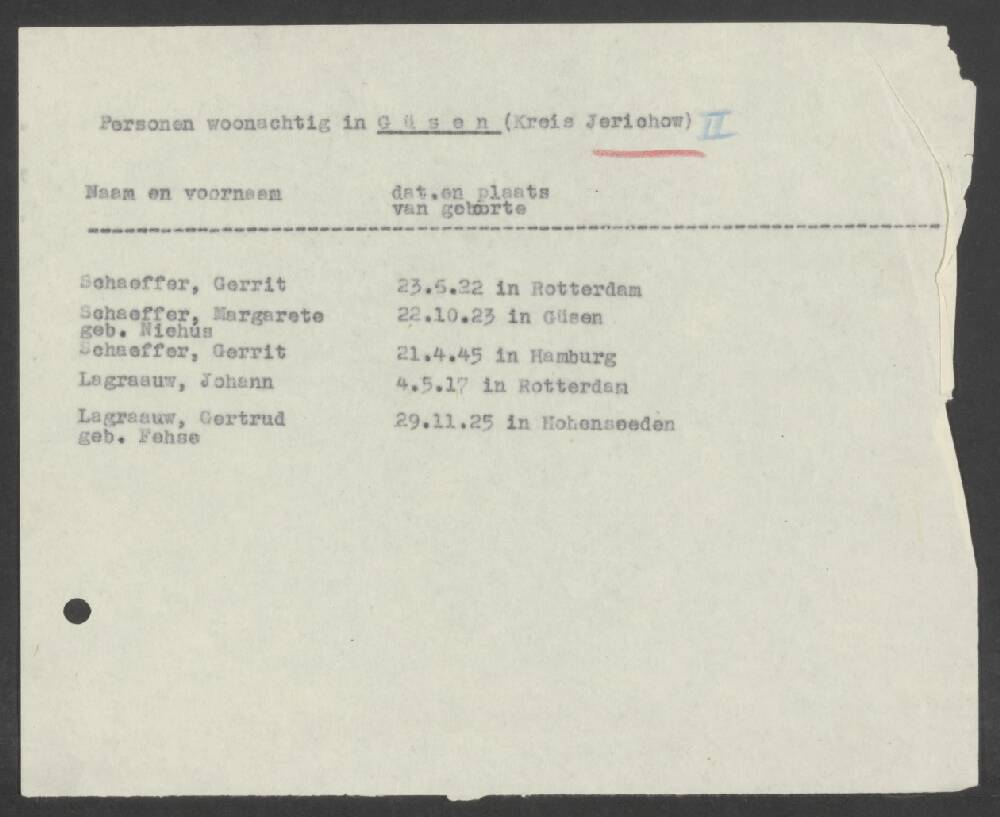 Personen woonachtig in G ü s e n (Kreis Jerichow) II
Naam en voornaam dat.en plaats
van geboorte
Schaeffer, Gerrit 23.5.22 in Rotterdam
Schaeffer, Margarete 22.10.23 in Güsen
geb. Niehus
Schaeffer, Gerrit 21.4.45 in Hamburg
Lagraauw, Johann 4.5.17 in Rotterdam
Lagraauw, Gertrud 29.11.25 in Hohenseeden
geb. Fehse